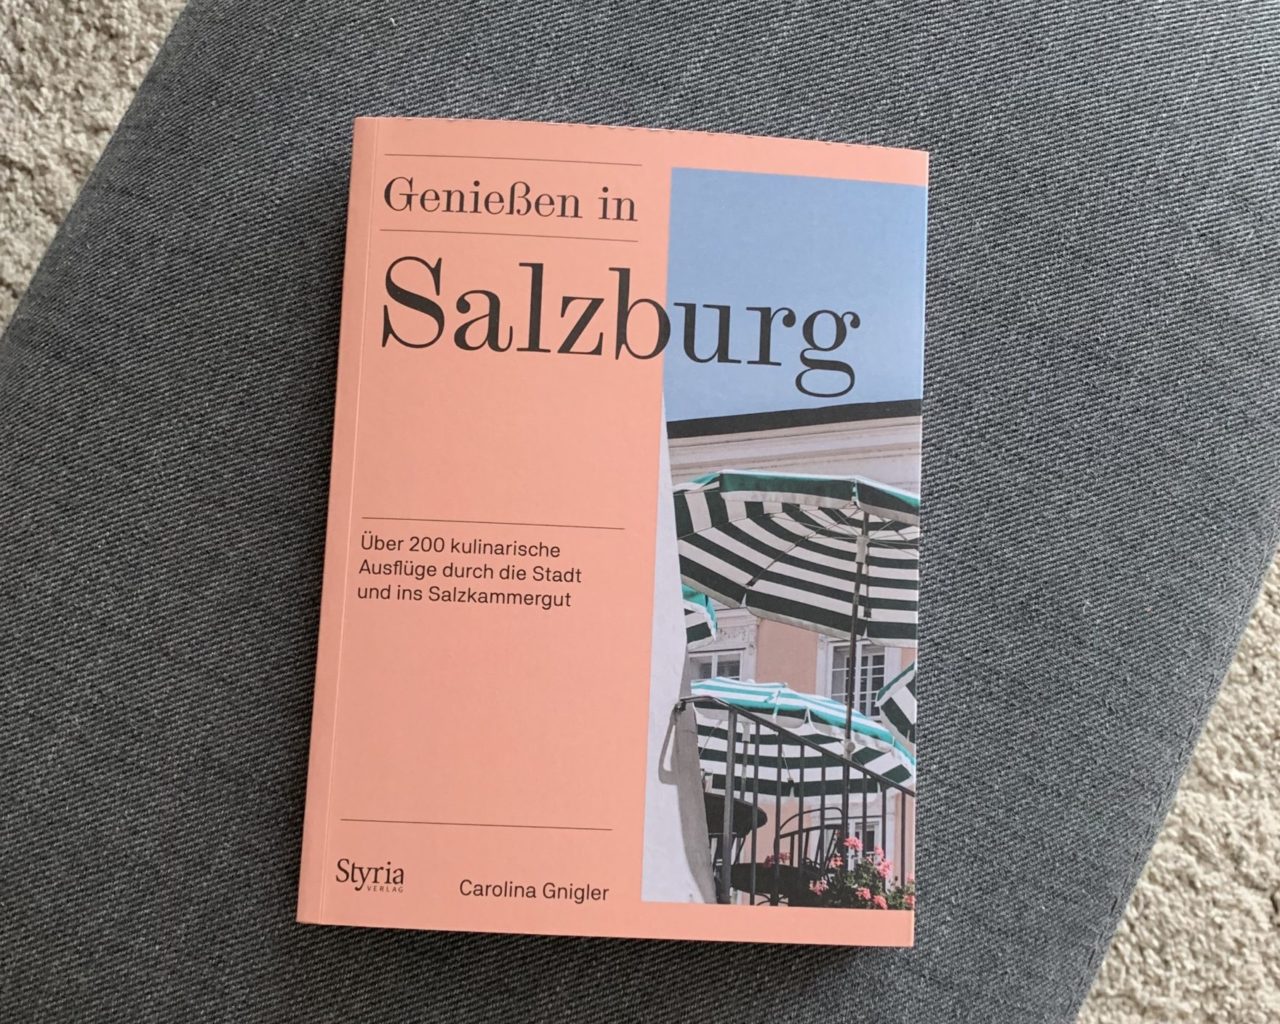 Genießen in
Salzburg
Über 200 kulinarische
Ausflüge durch die Stadt
und ins Salzkammergut
Styria
VERLAG
Carolina Gnigler